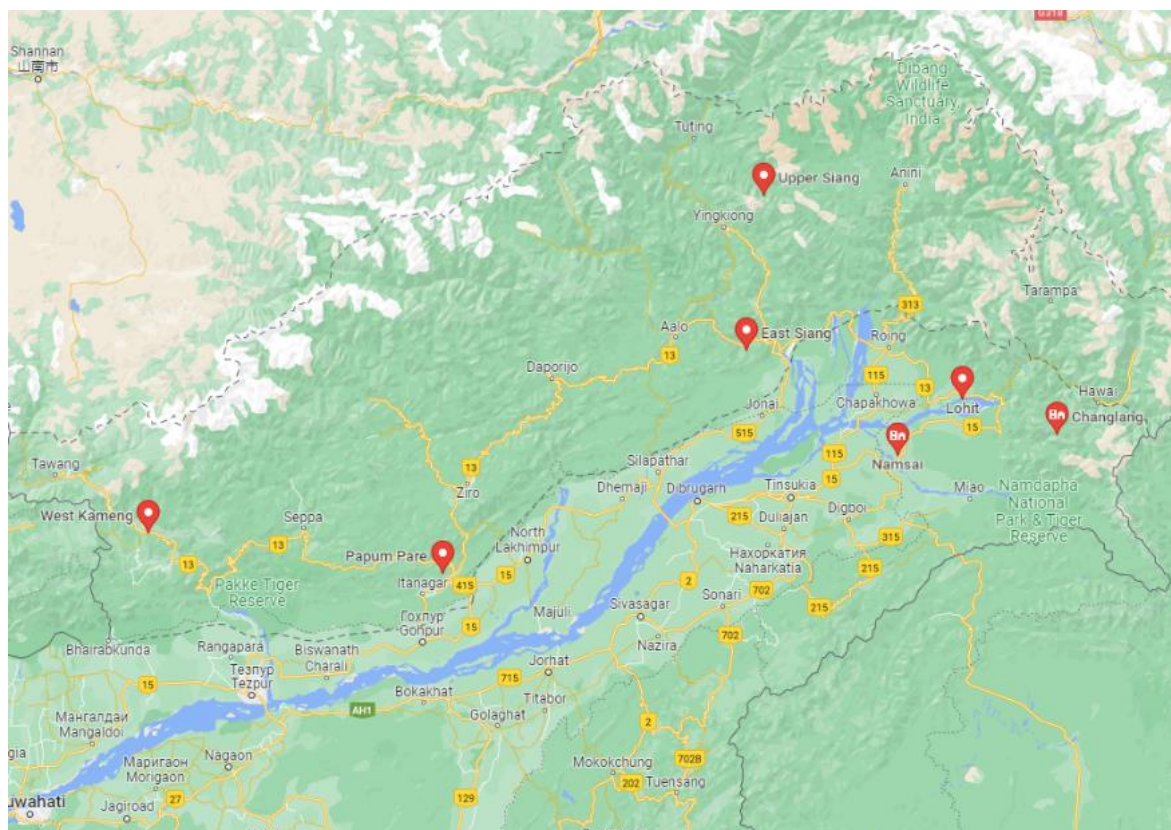 G219
Shannan
山南市
Dibang
Wildlife
Sanctuary,
India
Tuting
Upper Siang
Anini
Yingkiong
Tarampa
313
Aalo
East Siang
Roing
13
Daporijo
115
13
Hawai
Jonai
Chapakhowa
Lohit
Changlang
515
15
Tawang
Silapathar
115
Namsai
13
Ziro
Dhemaji
Dibrugarh
Tinsukia
15
Miao
Namdapha
National
Park & Tiger
Reserve
West Kameng
Seppa
215
Duliajan
Digboi
13
North
Lakhimpur
315
13
Papum Pare
Нахоркатия
Naharkatia
215
Itanagar
415
15
2
702
Pakke Tiger
Reserve
Sonari
215
Гохпур
Gohpur
Majuli
Sivasagar
15
702
Bhairabkunda
Rangapara
Biswanath
Charali
Nazira
Тезпур
Tezpur
Jorhat
15
715
Bokakhat
Titabor
AH1
Golaghat
2
Мангалдаи
Mangaldoi
gia
Маригаон
Morigaon
Nagaon
702B
Mokokchung
202
Tuensang
27
129
uwahati
Jagiroad